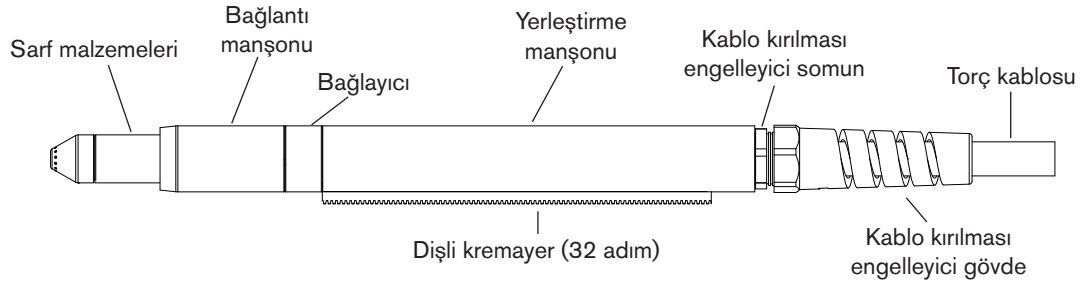 Sarf malzemeleri
Bağlantı
manşonu
Bağlayıcı
Yerleştirme
manşonu
Kablo kırılması
engelleyici somun
Torç kablosu
Dişli kremayer (32 adım)
Kablo kırılması
engelleyici gövde